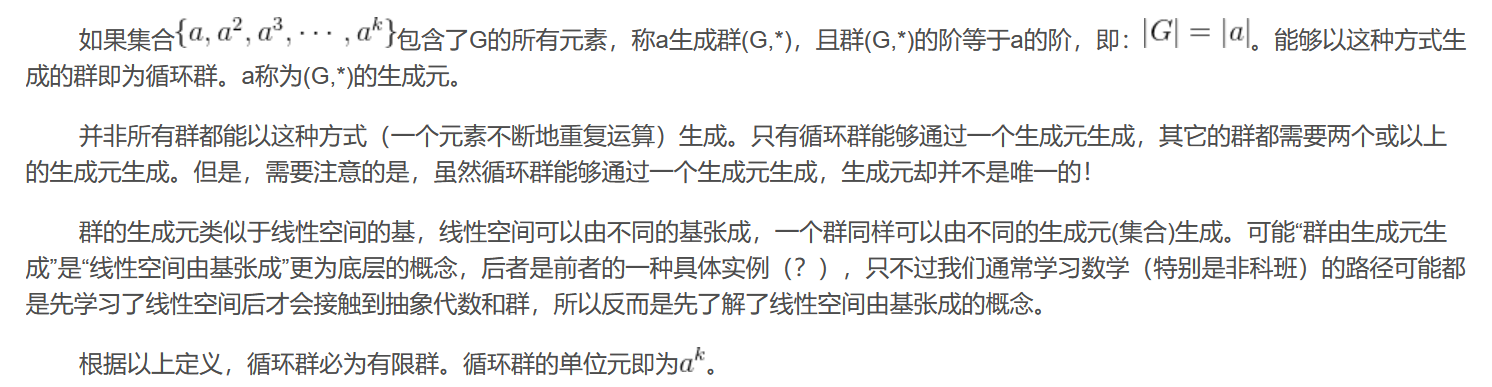 如果集合{a, a², a³, ⋯ , aᵏ}包含了G的所有元素，称a生成群(G,*)，且群(G,*)的阶等于a的阶，即：|G| = |a|。能够以这种方式生
成的群即为循环群。a称为(G,*)的生成元。
并非所有群都能以这种方式（一个元素不断地重复运算）生成。只有循环群能够通过一个生成元生成，其它的群都需要两个或以上
的生成元生成。但是，需要注意的是，虽然循环群能够通过一个生成元生成，生成元却并不是唯一的！
群的生成元类似于线性空间的基，线性空间可以由不同的基张成，一个群同样可以由不同的生成元(集合)生成。可能“群由生成元生
成”是“线性空间由基张成”更为底层的概念，后者是前者的一种具体实例（？），只不过我们通常学习数学（特别是非科班）的路径可能都
是先学习了线性空间后才会接触到抽象代数和群，所以反而是先了解了线性空间由基张成的概念。
根据以上定义，循环群必为有限群。循环群的单位元即为aᵏ。